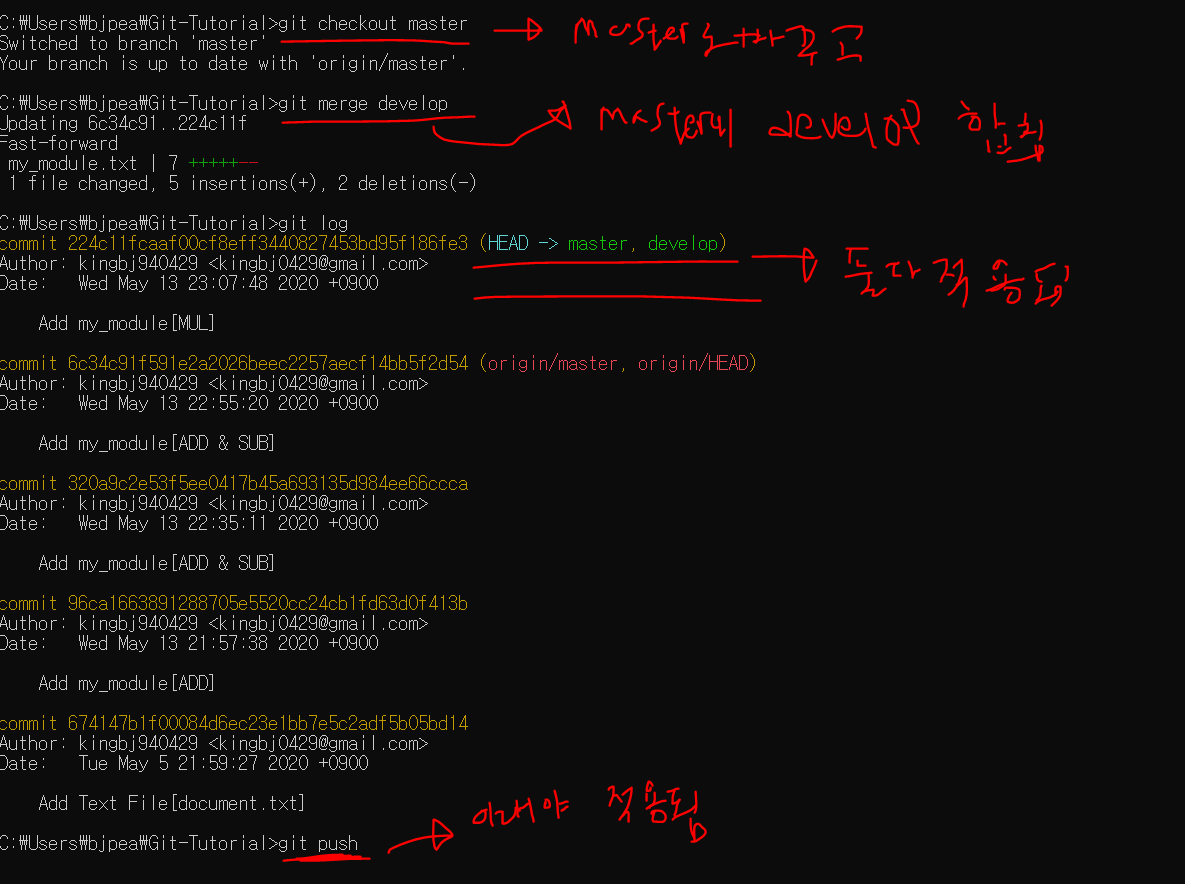 C:\Users\bjpea\Git-Tutorial>git checkout master
Switched to branch 'master'
Your branch is up to date with 'origin/master'.
master로 바꾸고
C:\Users\bjpea\Git-Tutorial>git merge develop
Updating 6c34c91..224c11f
Fast-forward
my_module.txt | 7 +++++--
1 file changed, 5 insertions(+), 2 deletions(-)
master에 develop 합침
C:\Users\bjpea\Git-Tutorial>git log
commit 224c11fcaaf00cf8eff3440827453bd95f186fe3 (HEAD -> master, develop)
Author: kingbj940429 <kingbj0429@gmail.com>
Date:   Wed May 13 23:07:48 2020 +0900
둘다 적용됨
Add my_module[MUL]
commit 6c34c91f591e2a2026beec2257aecf14bb5f2d54 (origin/master, origin/HEAD)
Author: kingbj940429 <kingbj0429@gmail.com>
Date:   Wed May 13 22:55:20 2020 +0900
Add my_module[ADD & SUB]
commit 320a9c2e53f5ee0417b45a693135d984ee66ccca
Author: kingbj940429 <kingbj0429@gmail.com>
Date:   Wed May 13 22:35:11 2020 +0900
Add my_module[ADD & SUB]
commit 96ca1663891288705e5520cc24cb1fd63d0f413b
Author: kingbj940429 <kingbj0429@gmail.com>
Date:   Wed May 13 21:57:38 2020 +0900
Add my_module[ADD]
commit 674147b1f00084d6ec23e1bb7e5c2adf5b05bd14
Author: kingbj940429 <kingbj0429@gmail.com>
Date:   Tue May 5 21:59:27 2020 +0900
Add Text File[document.txt]
C:\Users\bjpea\Git-Tutorial>git push
이래야 적용됨